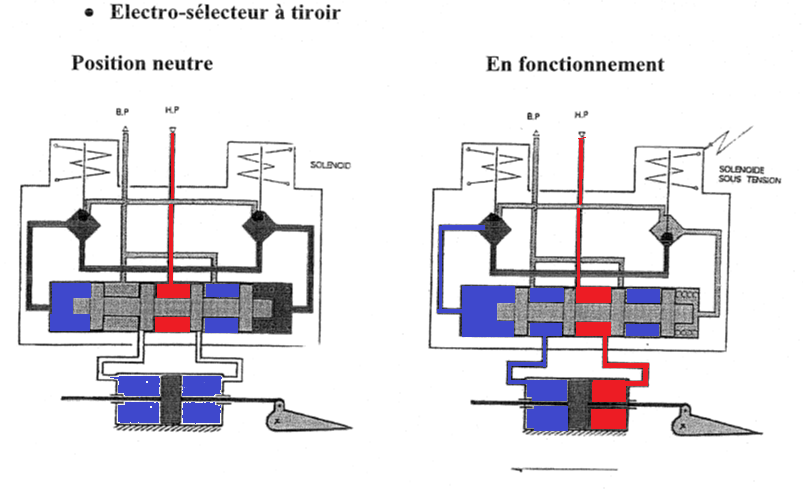 • Electro-sélecteur à tiroir
Position neutre
En fonctionnement
B.P
H.P
SOLENOID
B.P
H.P
SOLENOIDE
SOUS TENSION
x
x